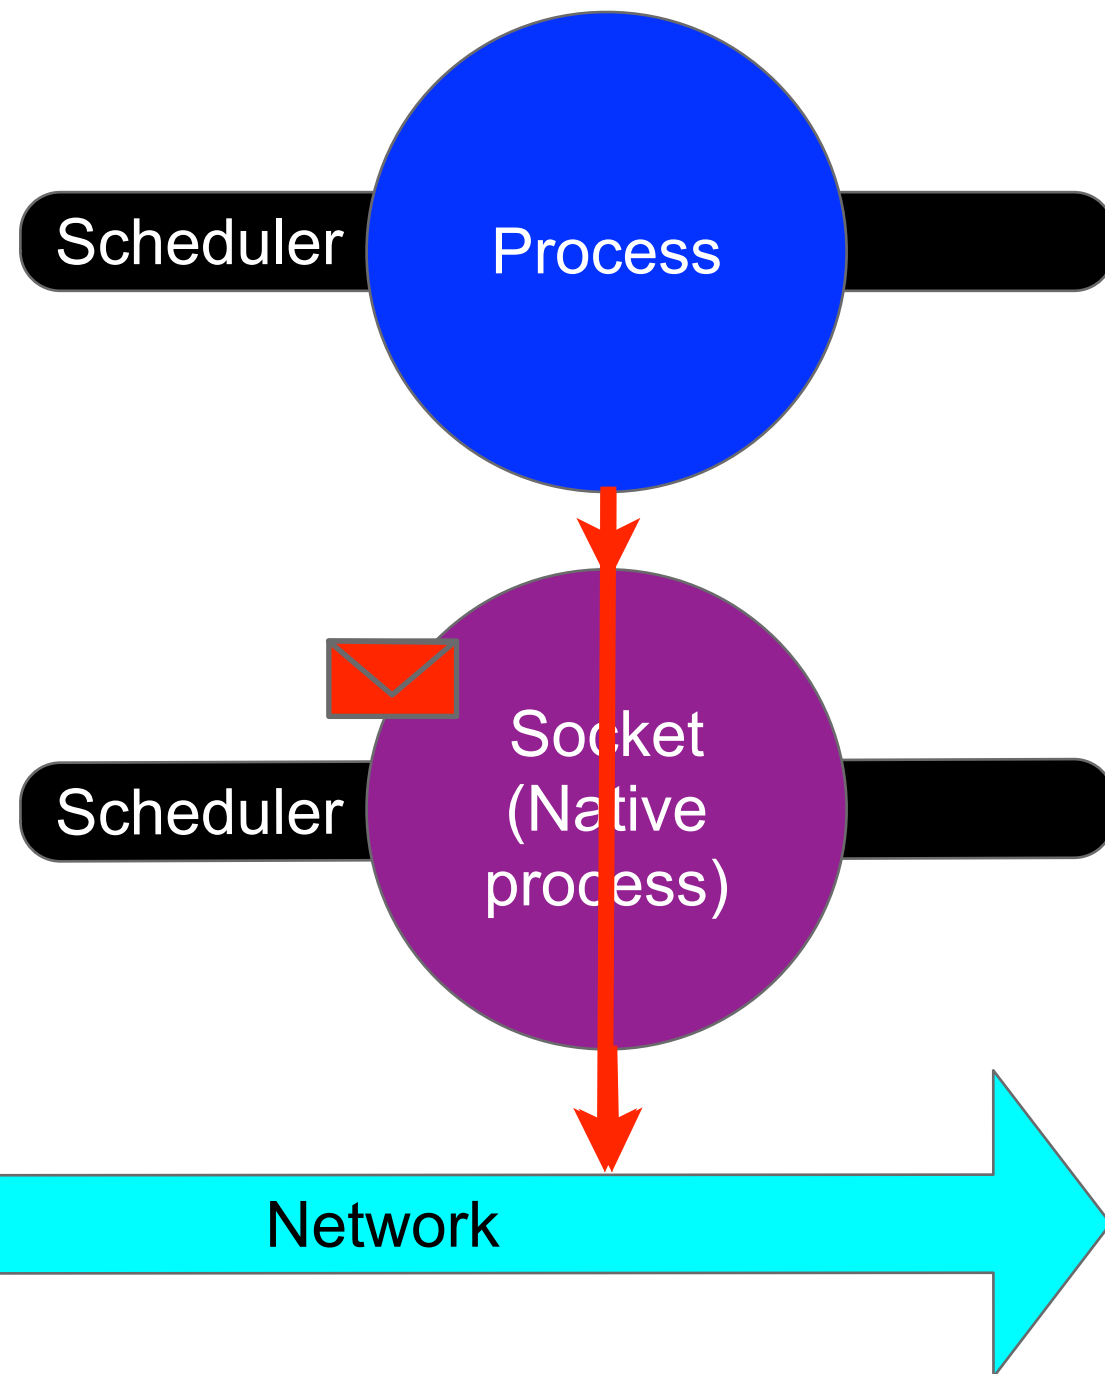 Scheduler
Process
Socket
(Native
process)
Scheduler
Network